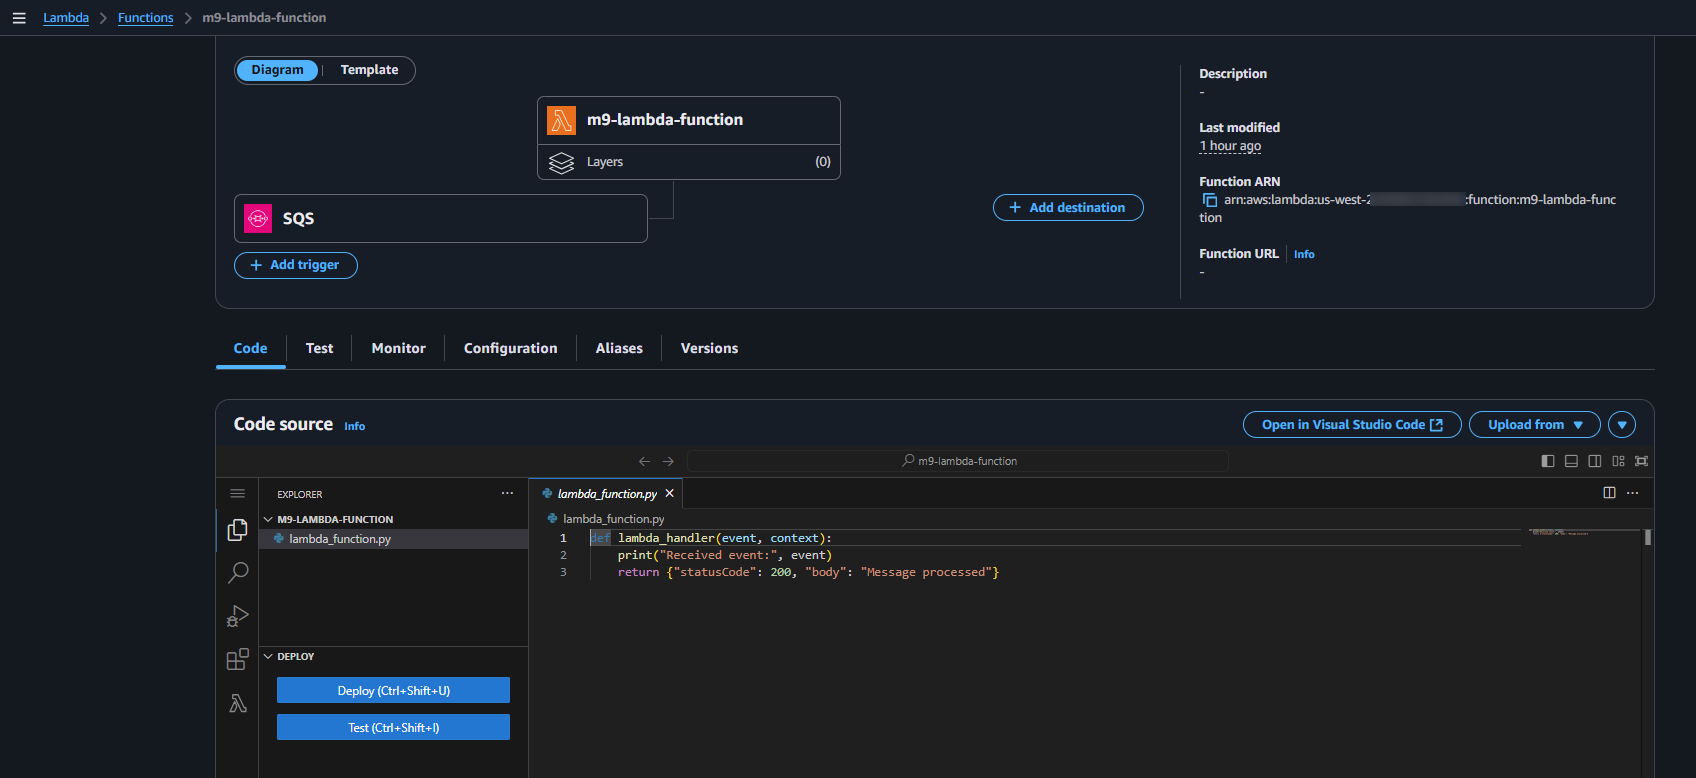 Lambda > Functions > m9-lambda-function
Diagram | Template
m9-lambda-function
Layers (0)
SQS
+ Add trigger
+ Add destination
Description
-
Last modified
1 hour ago
Function ARN
arn:aws:lambda:us-west-2 :function:m9-lambda-func
tion
Function URL | Info
-
Code Test Monitor Configuration Aliases Versions
Code source Info
Open in Visual Studio Code Upload from
m9-lambda-function
EXPLORER ...
M9-LAMBDA-FUNCTION
lambda_function.py
DEPLOY
Deploy (Ctrl+Shift+U)
Test (Ctrl+Shift+I)
lambda_function.py
lambda_function.py
1 def lambda_handler(event, context):
2 print("Received event:", event)
3 return {"statusCode": 200, "body": "Message processed"}